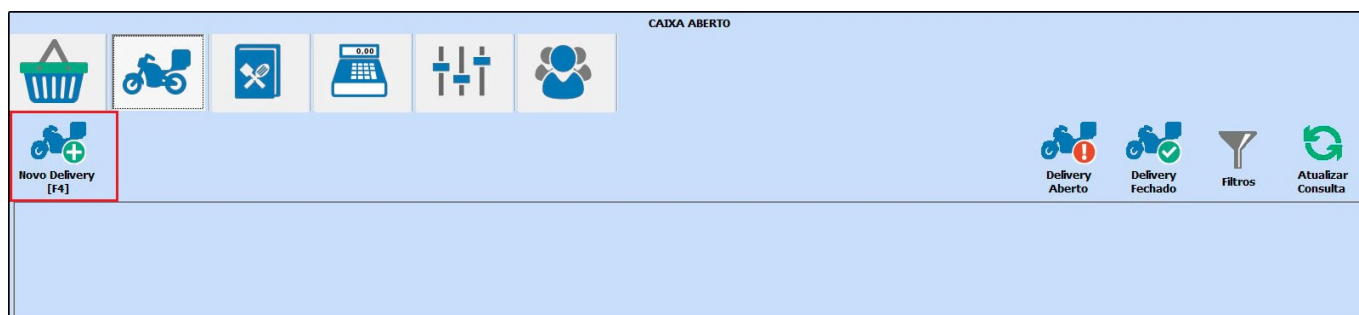 CAIXA ABERTO
0.00
Novo Delivery
[F4]
Delivery
Aberto
Delivery
Fechado
Filtros
Atualizar
Consulta